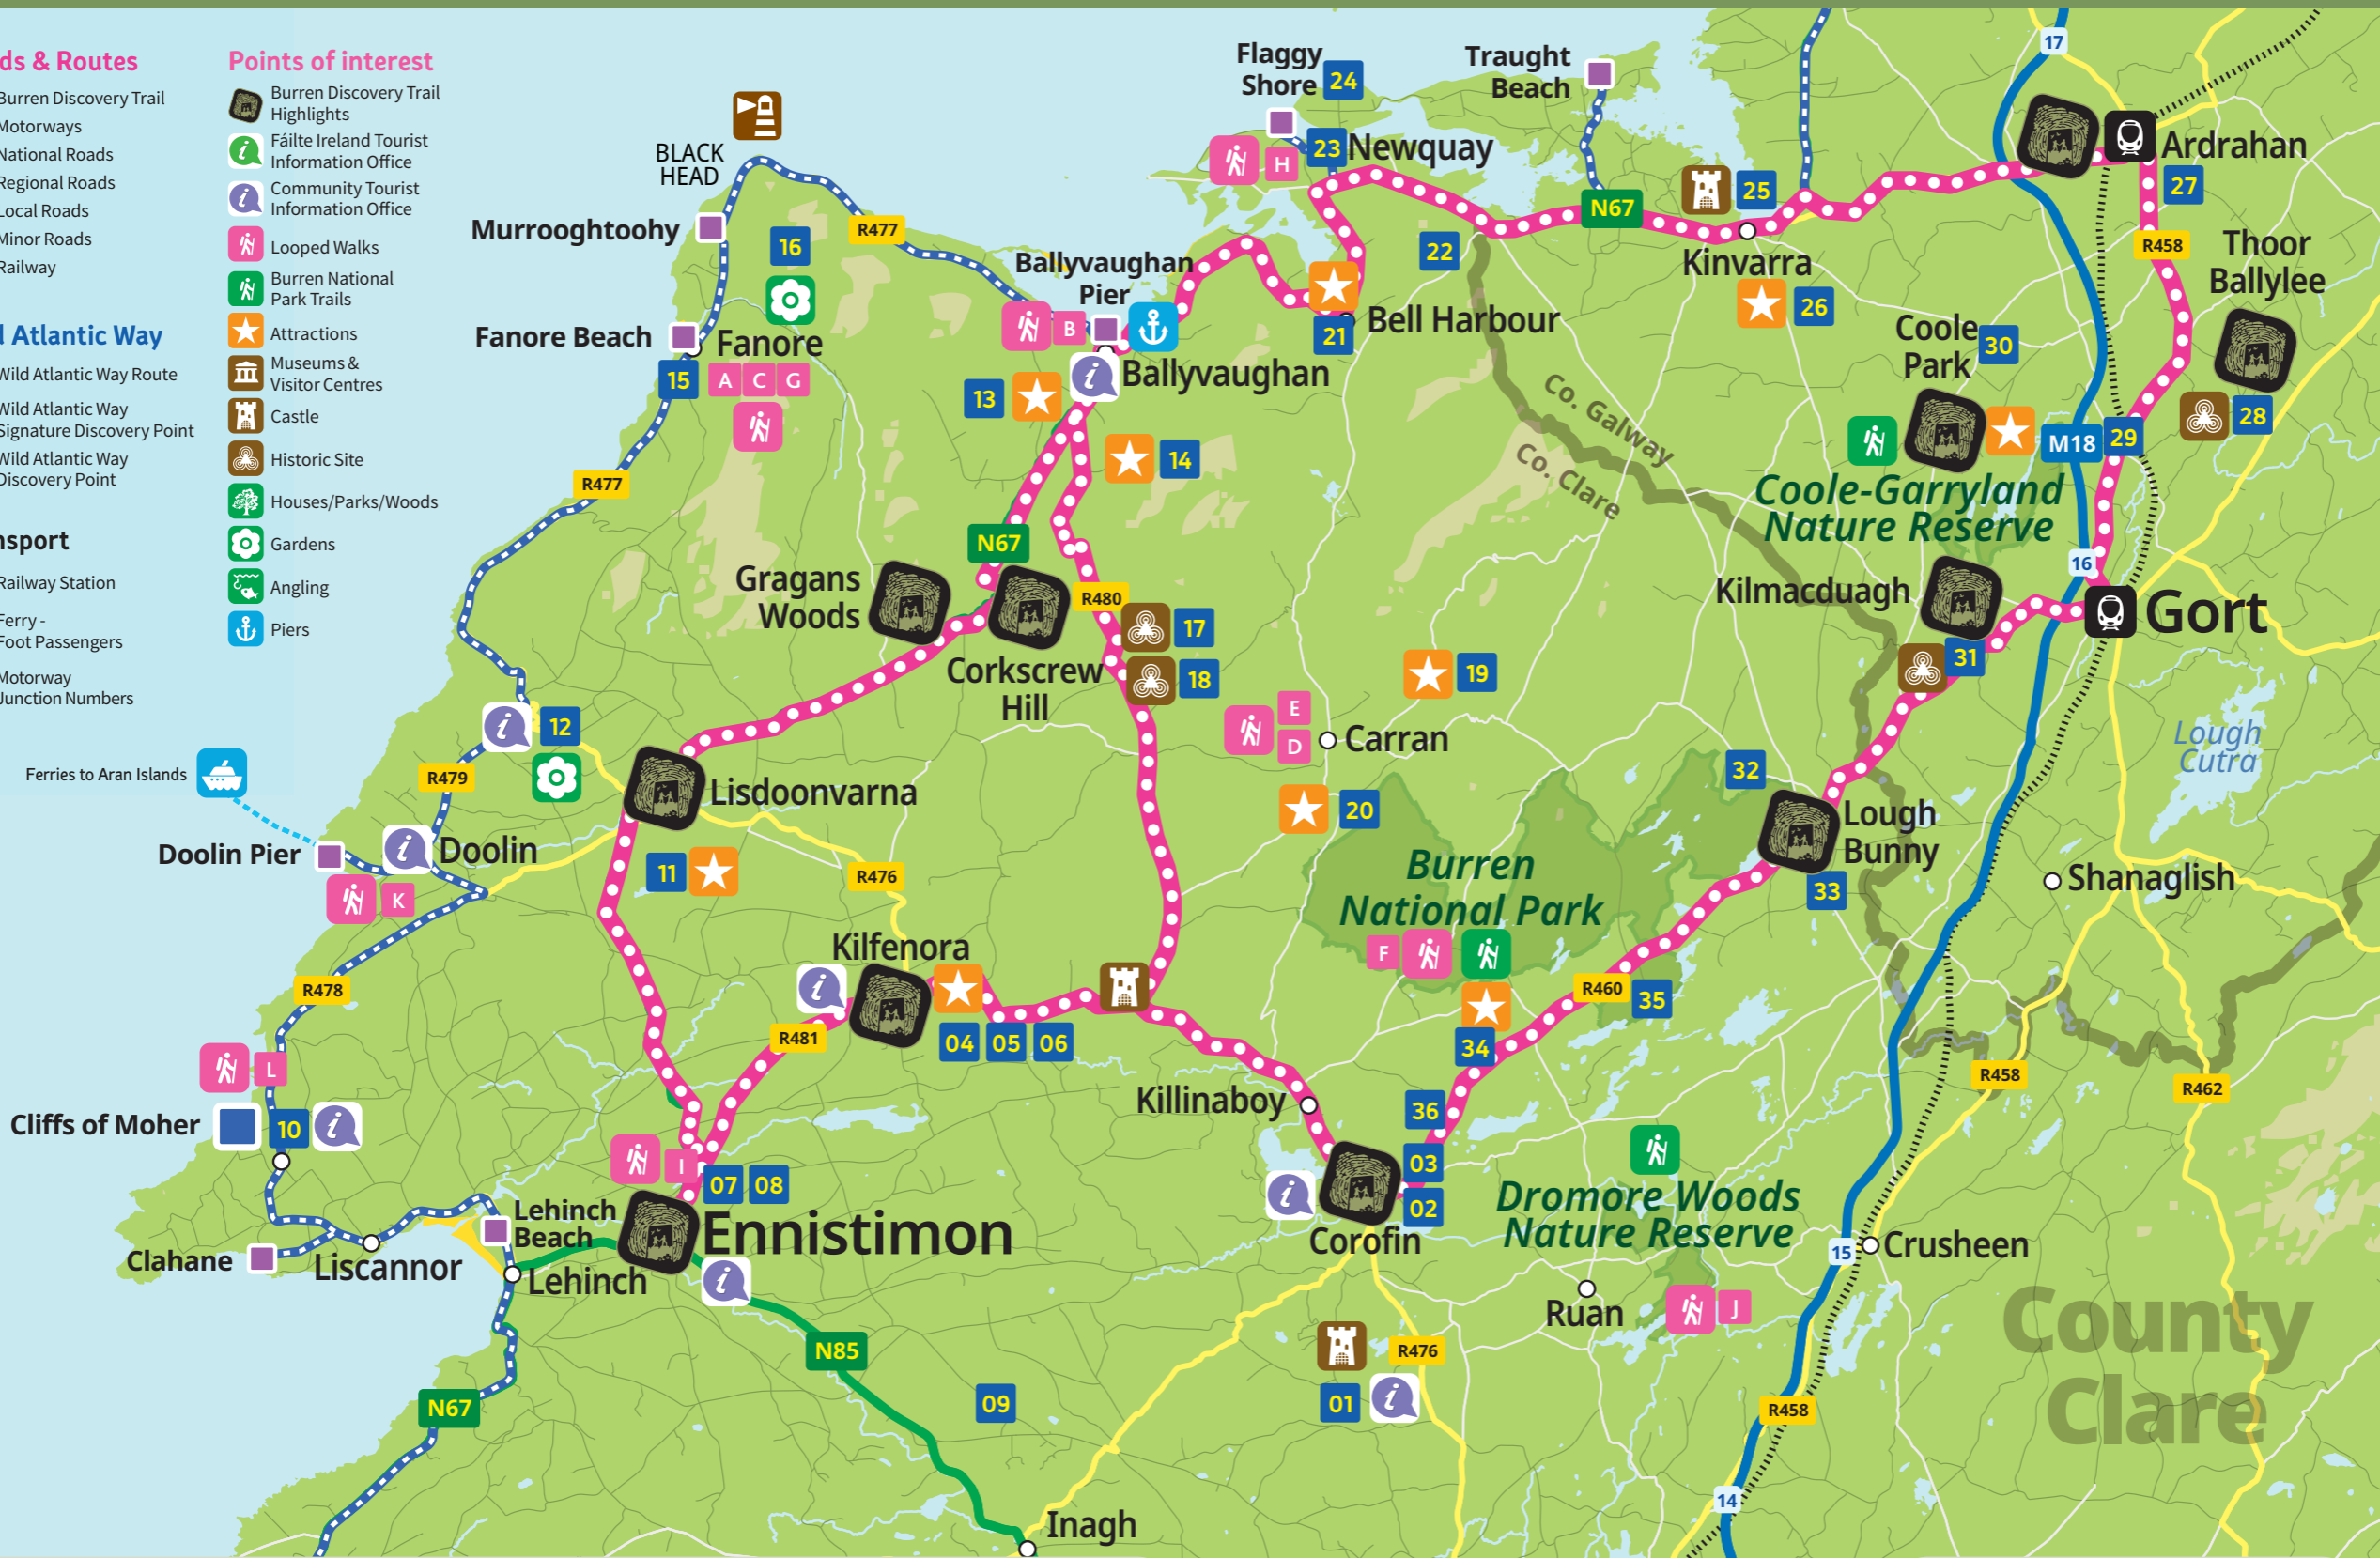 ds & Routes
Burren Discovery Trail
Motorways
National Roads
Regional Roads
Local Roads
Minor Roads
Railway
l Atlantic Way
Wild Atlantic Way Route
Wild Atlantic Way
Signature Discovery Point
Wild Atlantic Way
Discovery Point
nsport
Railway Station
Ferry -
Foot Passengers
Motorway
Junction Numbers
Points of interest
Burren Discovery Trail
Highlights
Fáilte Ireland Tourist
Information Office
Community Tourist
Information Office
Looped Walks
Burren National
Park Trails
Attractions
Museums &
Visitor Centres
Castle
Historic Site
Houses/Parks/Woods
Gardens
Angling
Piers
Ferries to Aran Islands
BLACK
HEAD
Murrooghtoohy
16
R477
Fanore Beach
Fanore
15
A C G
R477
Flaggy
Shore
24
Traught
Beach
23
Newquay
H
N67
25
Kinvarra
26
22
17
Ardrahan
27
R458
Thoor
Ballylee
28
Ballyvaughan
Pier
B
Ballyvaughan
21
Bell Harbour
13
14
Co. Galway
Co. Clare
Coole
Park
30
M18
29
Coole-Garryland
Nature Reserve
16
N67
Gragans
Woods
R480
17
18
Corkscrew
Hill
Kilmacduagh
31
Gort
19
E
D
Carran
20
Lough
Cutra
12
R479
Doolin Pier
Doolin
K
Lisdoonvarna
11
R476
32
Lough
Bunny
33
Shanaglish
Burren
National Park
F
R460
35
34
R478
Kilfenora
R481
04 05 06
L
Cliffs of Moher
10
Killinaboy
36
03
02
Corofin
R458
R462
I
07 08
Ennistimon
Lehinch
Beach
Clahane
Liscannor
Lehinch
Dromore Woods
Nature Reserve
15
Crusheen
Ruan
J
N85
R476
01
09
N67
R458
County
Clare
14
Inagh